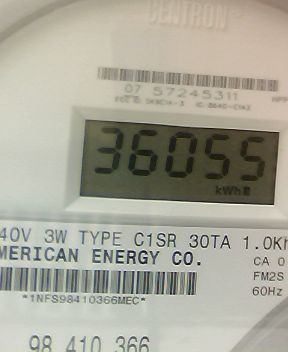 CENTRON
07 57245311
36055
kWh
40V 3W TYPE C1SR 30TA 1.0Kh
MERICAN ENERGY CO.
CA 0
FM2S
60Hz
*1NFS98410366MEC*
98 410 366